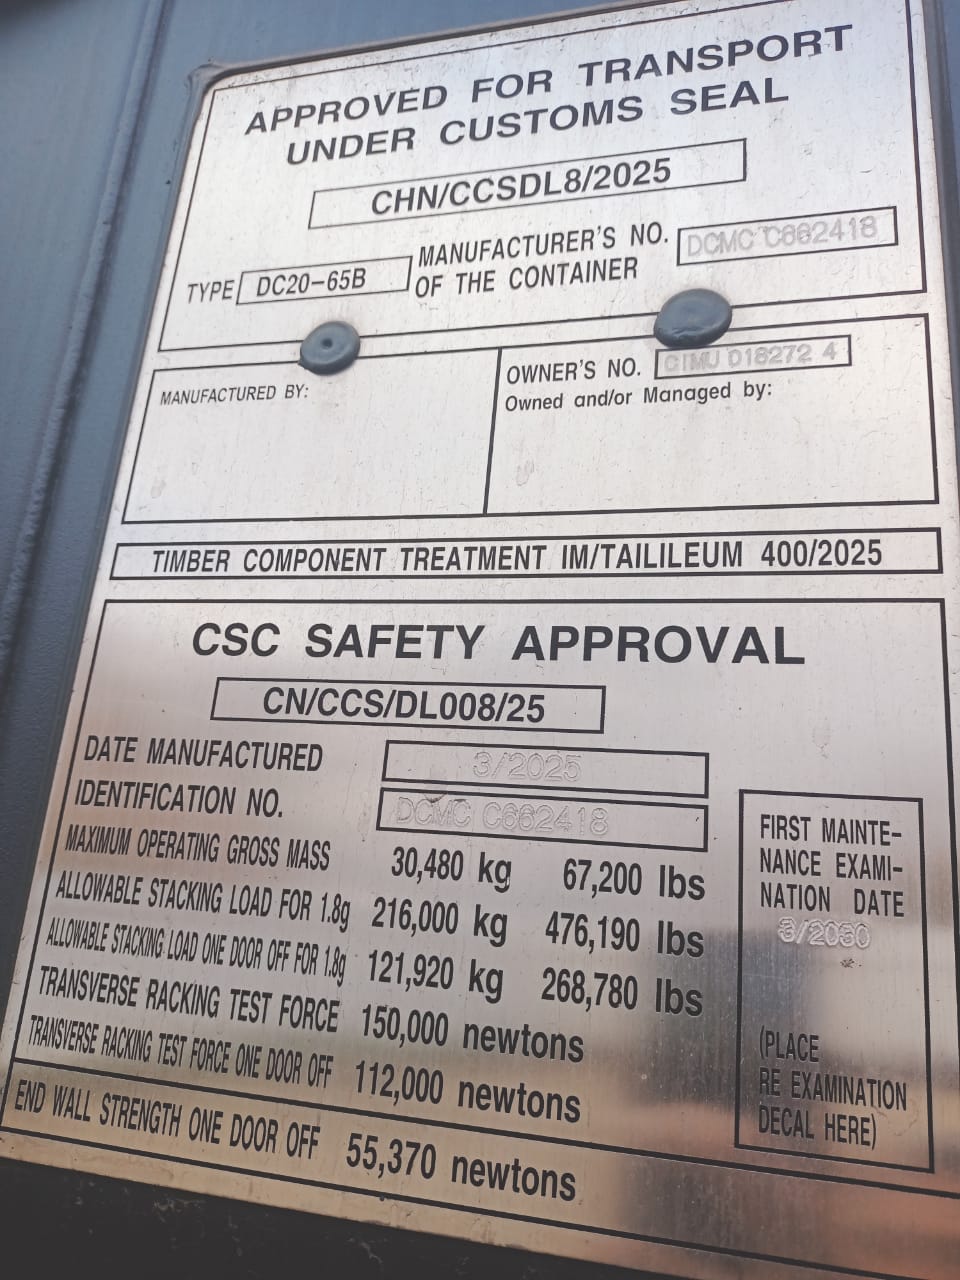 APPROVED FOR TRANSPORT
UNDER CUSTOMS SEAL
CHN/CCSDL8/2025
TYPE DC20-65B
MANUFACTURER'S NO.
OF THE CONTAINER
DCMC C662418
MANUFACTURED BY:
OWNER'S NO. CIMU 018272 4
Owned and/or Managed by:
TIMBER COMPONENT TREATMENT IM/TAILILEUM 400/2025
CSC SAFETY APPROVAL
CN/CCS/DL008/25
DATE MANUFACTURED 3/2025
IDENTIFICATION NO. DCMC C662418
MAXIMUM OPERATING GROSS MASS 30,480 kg 67,200 lbs
ALLOWABLE STACKING LOAD FOR 1.8g 216,000 kg 476,190 lbs
ALLOWABLE STACKING LOAD ONE DOOR OFF FOR 1.8g 121,920 kg 268,780 lbs
TRANSVERSE RACKING TEST FORCE 150,000 newtons
TRANSVERSE RACKING TEST FORCE ONE DOOR OFF 112,000 newtons
END WALL STRENGTH ONE DOOR OFF 55,370 newtons
FIRST MAINTE-
NANCE EXAMI-
NATION DATE
3/2030
(PLACE
RE EXAMINATION
DECAL HERE)